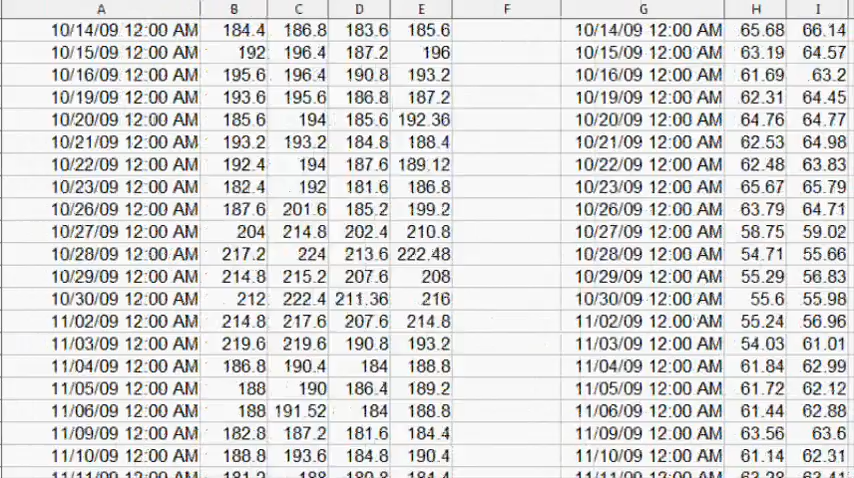 A B C D E F G H I
10/14/09 12:00 AM 184.4 186.8 183.6 185.6 10/14/09 12:00 AM 65.68 66.14
10/15/09 12:00 AM 192 196.4 187.2 196 10/15/09 12:00 AM 63.19 64.57
10/16/09 12:00 AM 195.6 196.4 190.8 193.2 10/16/09 12:00 AM 61.69 63.2
10/19/09 12:00 AM 193.6 195.6 186.8 187.2 10/19/09 12:00 AM 62.31 64.45
10/20/09 12:00 AM 185.6 194 185.6 192.36 10/20/09 12:00 AM 64.76 64.77
10/21/09 12:00 AM 193.2 193.2 184.8 188.4 10/21/09 12:00 AM 62.53 64.98
10/22/09 12:00 AM 192.4 194 187.6 189.12 10/22/09 12:00 AM 62.48 63.83
10/23/09 12:00 AM 182.4 192 181.6 186.8 10/23/09 12:00 AM 65.67 65.79
10/26/09 12:00 AM 187.6 201.6 185.2 199.2 10/26/09 12:00 AM 63.79 64.71
10/27/09 12:00 AM 204 214.8 202.4 210.8 10/27/09 12:00 AM 58.75 59.02
10/28/09 12:00 AM 217.2 224 213.6 222.48 10/28/09 12:00 AM 54.71 55.66
10/29/09 12:00 AM 214.8 215.2 207.6 208 10/29/09 12:00 AM 55.29 56.83
10/30/09 12:00 AM 212 222.4 211.36 216 10/30/09 12:00 AM 55.6 55.98
11/02/09 12:00 AM 214.8 217.6 207.6 214.8 11/02/09 12:00 AM 55.24 56.96
11/03/09 12:00 AM 219.6 219.6 190.8 193.2 11/03/09 12:00 AM 54.03 61.01
11/04/09 12:00 AM 186.8 190.4 184 188.8 11/04/09 12:00 AM 61.84 62.99
11/05/09 12:00 AM 188 190 186.4 189.2 11/05/09 12:00 AM 61.72 62.12
11/06/09 12:00 AM 188 191.52 184 188.8 11/06/09 12:00 AM 61.44 62.88
11/09/09 12:00 AM 182.8 187.2 181.6 184.4 11/09/09 12:00 AM 63.56 63.6
11/10/09 12:00 AM 188.8 193.6 184.8 190.4 11/10/09 12:00 AM 61.14 62.31
11/11/09 12:00 AM 188 11/11/09 12:00 AM